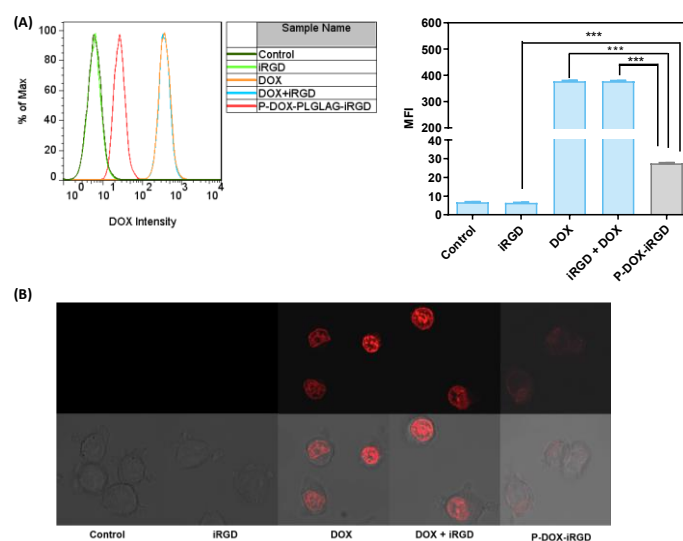 (A)
100
80
60
40
20
0
% of Max
10 0
10 1
10 2
10 3
10 4
DOX Intensity
Sample Name
Control
iRGD
DOX
DOX+iRGD
P-DOX-PLGLAG-iRGD
MFI
600
500
400
300
200
100
40
30
20
10
0
***
***
***
Control
iRGD
DOX
iRGD + DOX
P-DOX-iRGD
(B)
Control
iRGD
DOX
DOX + iRGD
P-DOX-iRGD